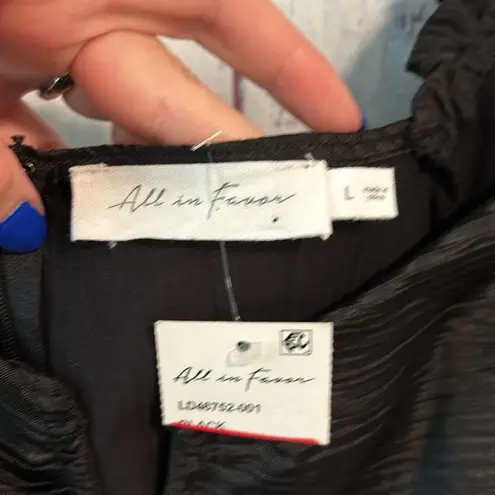 All in Favor
L
All in Favor
LD46752-001
BLACK